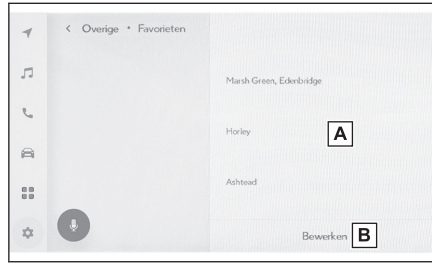 < Overige • Favorieten
Marsh Green, Edenbridge
Horley
A
Ashtead
Bewerken B